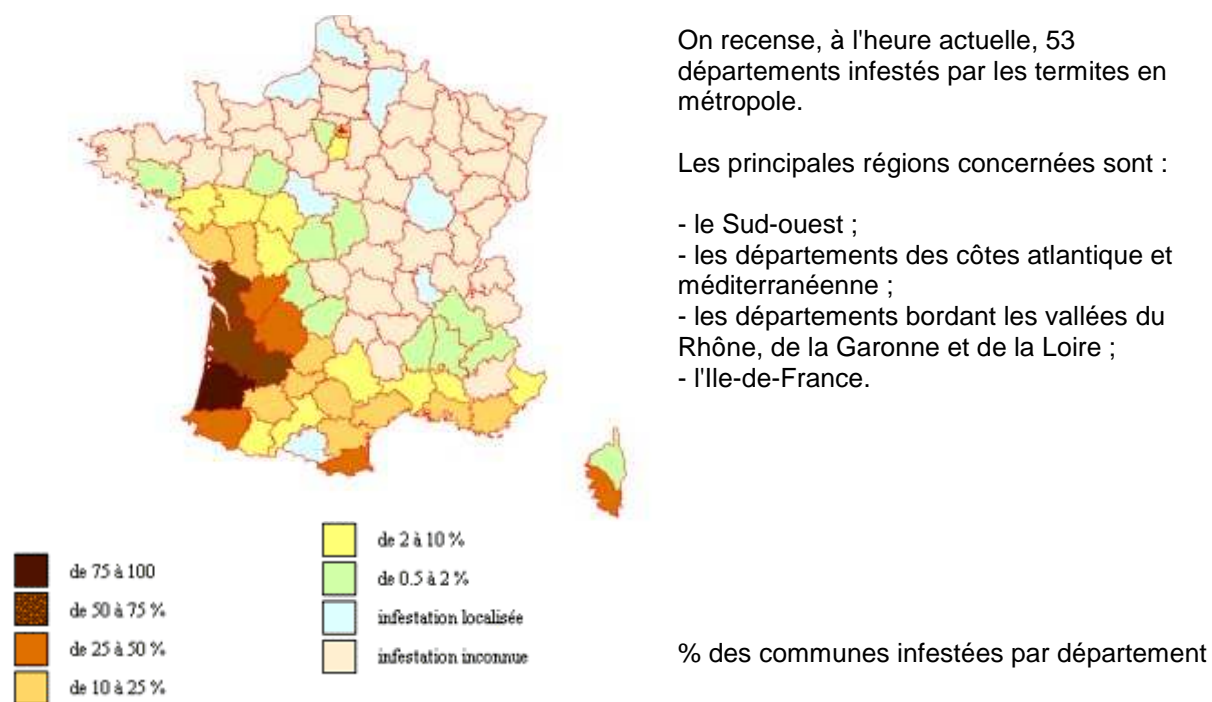 On recense, à l'heure actuelle, 53
départements infestés par les termites en
métropole.
Les principales régions concernées sont :
- le Sud-ouest ;
- les départements des côtes atlantique et
méditerranéenne ;
- les départements bordant les vallées du
Rhône, de la Garonne et de la Loire ;
- l'Ile-de-France.
de 75 à 100
de 50 à 75 %
de 25 à 50 %
de 10 à 25 %
de 2 à 10 %
de 0.5 à 2 %
infestation localisée
infestation inconnue
% des communes infestées par département